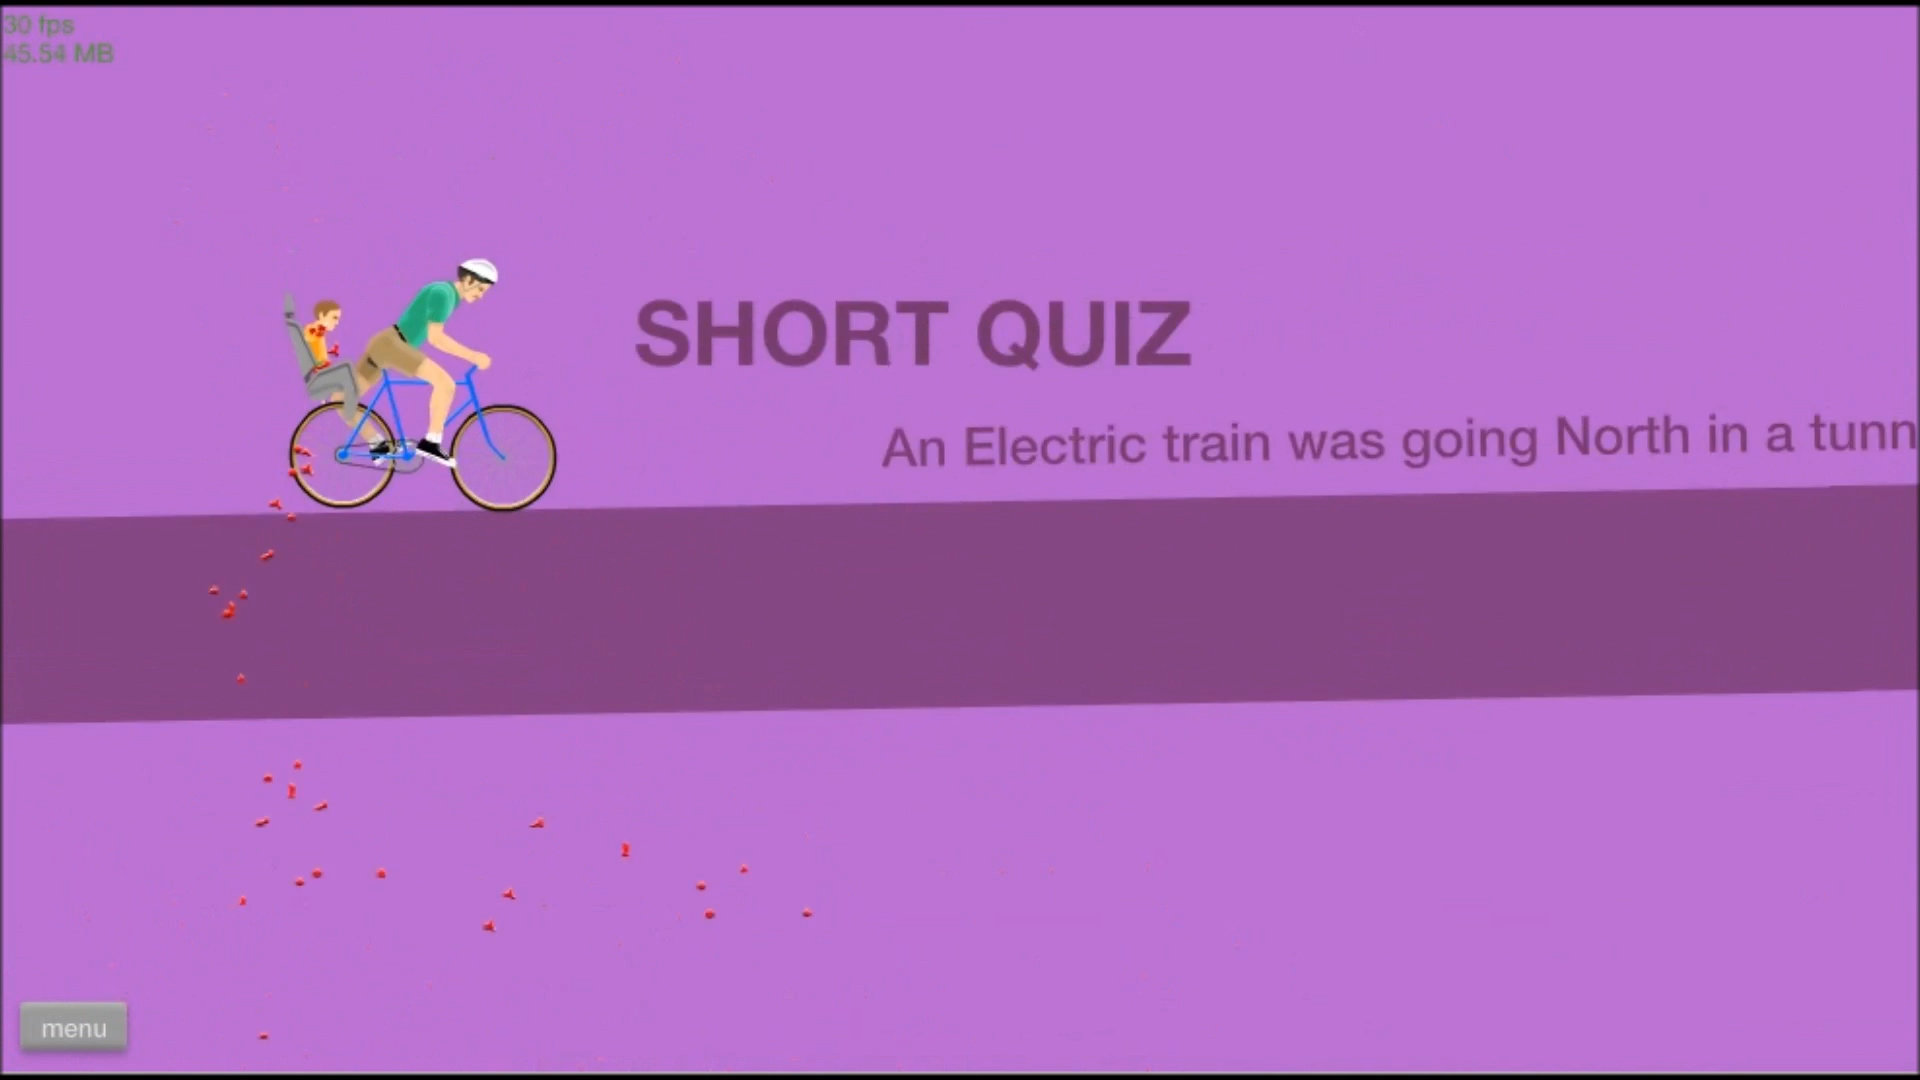 30 fps
45.54 MB
SHORT QUIZ
An Electric train was going North in a tunn
menu